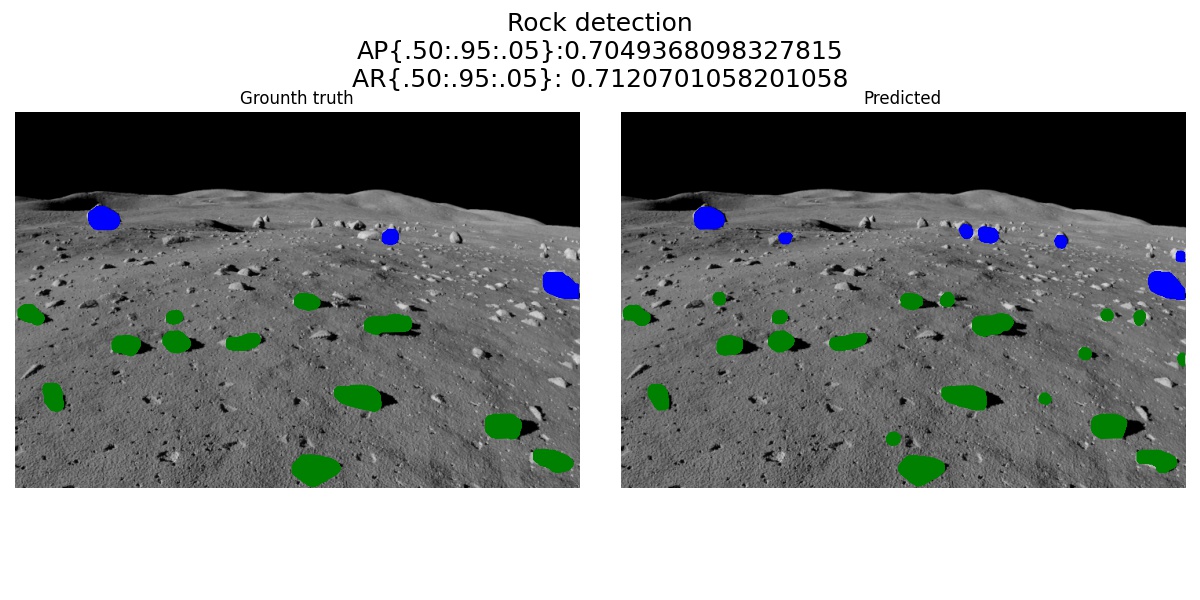 Rock detection
AP{.50:.95:.05}:0.7049368098327815
AR{.50:.95:.05}: 0.7120701058201058
Grounth truth
Predicted